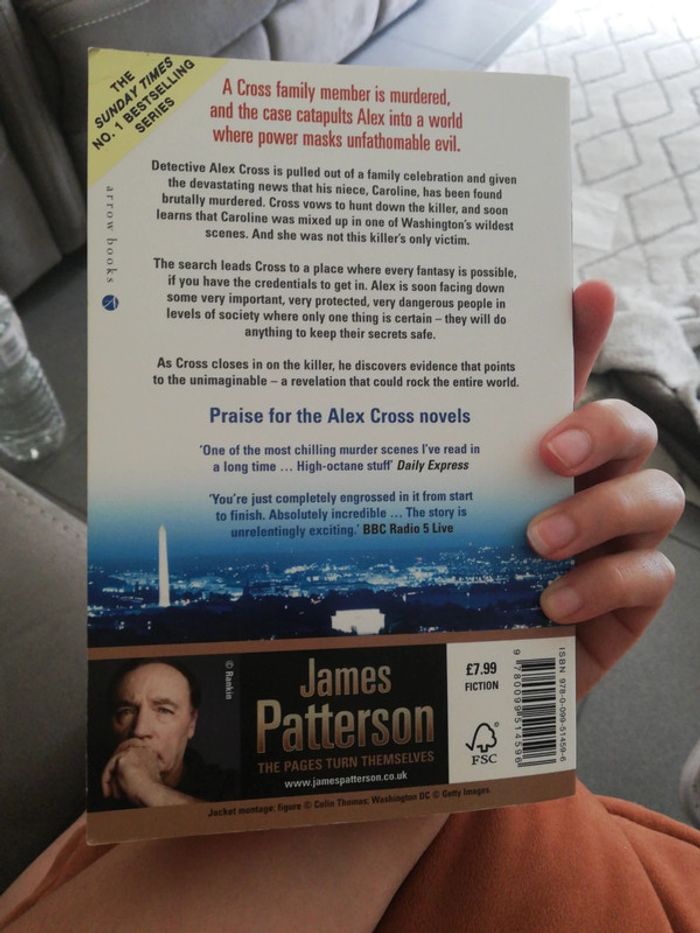 THE
SUNDAY TIMES
NO. 1 BESTSELLING
SERIES
A Cross family member is murdered,
and the case catapults Alex into a world
where power masks unfathomable evil.
arrow books
Detective Alex Cross is pulled out of a family celebration and given
the devastating news that his niece, Caroline, has been found
brutally murdered. Cross vows to hunt down the killer, and soon
learns that Caroline was mixed up in one of Washington's wildest
scenes. And she was not this killer's only victim.
The search leads Cross to a place where every fantasy is possible,
if you have the credentials to get in. Alex is soon facing down
some very important, very protected, very dangerous people in
levels of society where only one thing is certain – they will do
anything to keep their secrets safe.
As Cross closes in on the killer, he discovers evidence that points
to the unimaginable – a revelation that could rock the entire world.
Praise for the Alex Cross novels
'One of the most chilling murder scenes I've read in
a long time ... High-octane stuff' Daily Express
'You're just completely engrossed in it from start
to finish. Absolutely incredible ... The story is
unrelentingly exciting.' BBC Radio 5 Live
© Rankin
James
Patterson
THE PAGES TURN THEMSELVES
www.jamespatterson.co.uk
£7.99
FICTION
FSC
ISBN 978-0-099-51459-6
9 780099 514596
Jacket montage: figure © Colin Thomas; Washington DC © Getty Images